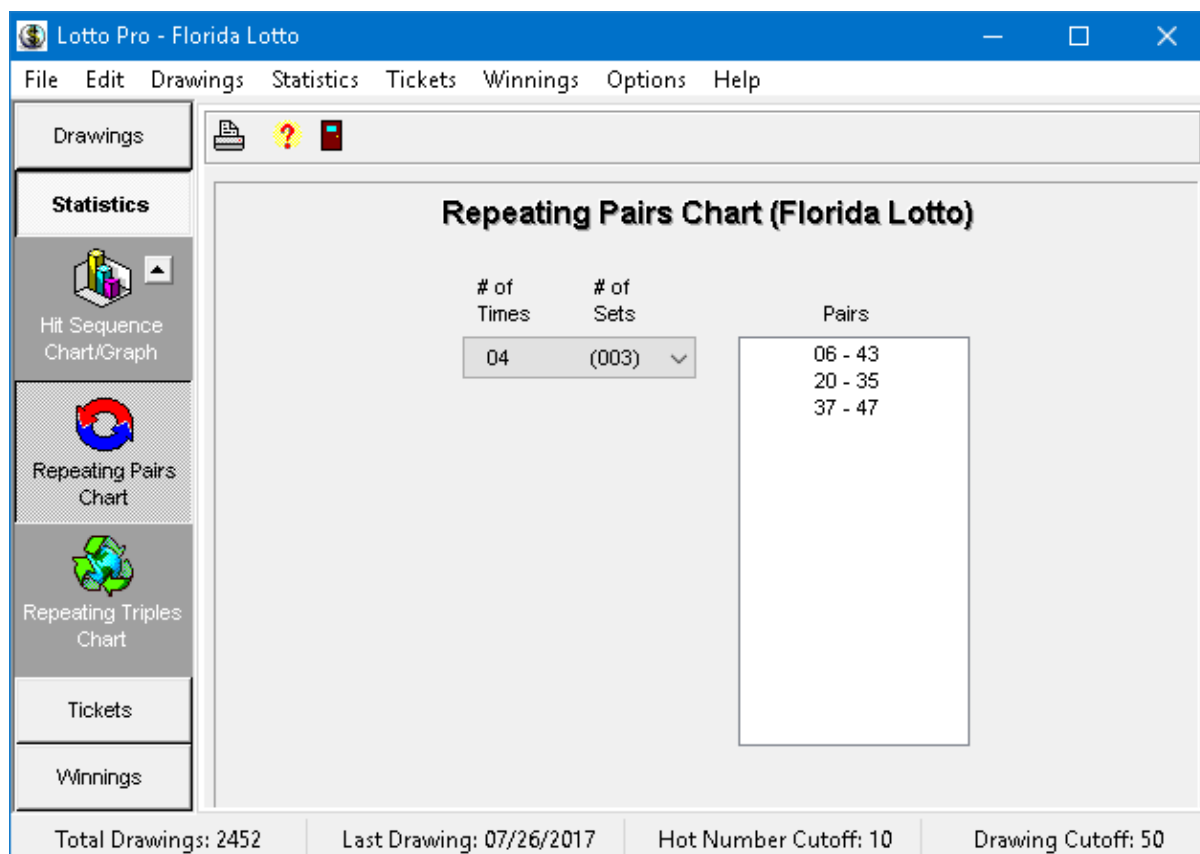 Lotto Pro - Florida Lotto
File Edit Drawings Statistics Tickets Winnings Options Help
Drawings
Statistics
Hit Sequence
Chart/Graph
Repeating Pairs
Chart
Repeating Triples
Chart
Tickets
Winnings
Repeating Pairs Chart (Florida Lotto)
# of # of
Times Sets Pairs
04 (003)
06 - 43
20 - 35
37 - 47
Total Drawings: 2452 Last Drawing: 07/26/2017 Hot Number Cutoff: 10 Drawing Cutoff: 50